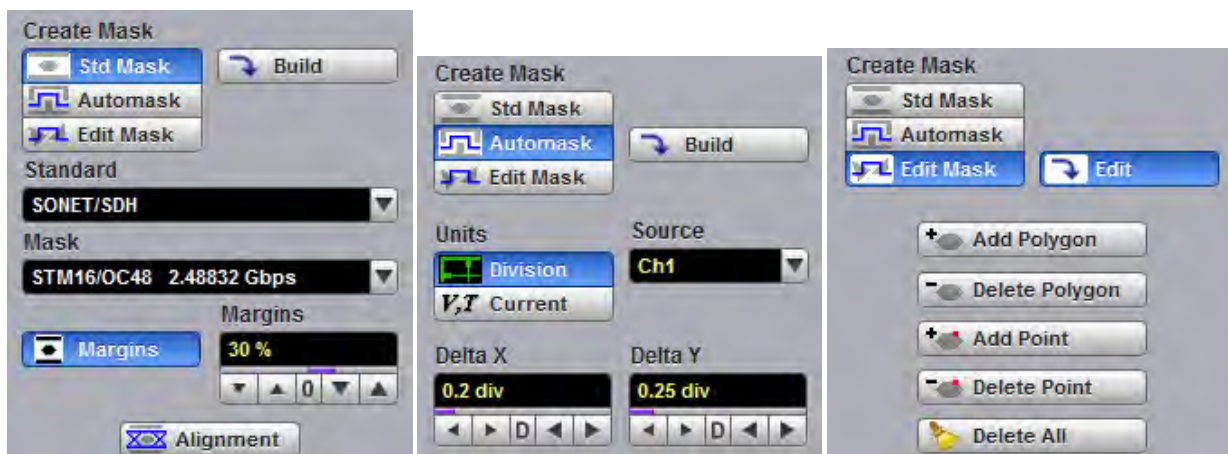 Create Mask
Std Mask Build
Automask
Edit Mask
Standard
SONET/SDH
Mask
STM16/OC48 2.48832 Gbps
Margins
Margins 30 %
0
Alignment
Create Mask
Std Mask
Automask Build
Edit Mask
Units Source
Division Ch1
V,T Current
Delta X Delta Y
0.2 div 0.25 div
D D
Create Mask
Std Mask
Automask
Edit Mask Edit
Add Polygon
Delete Polygon
Add Point
Delete Point
Delete All